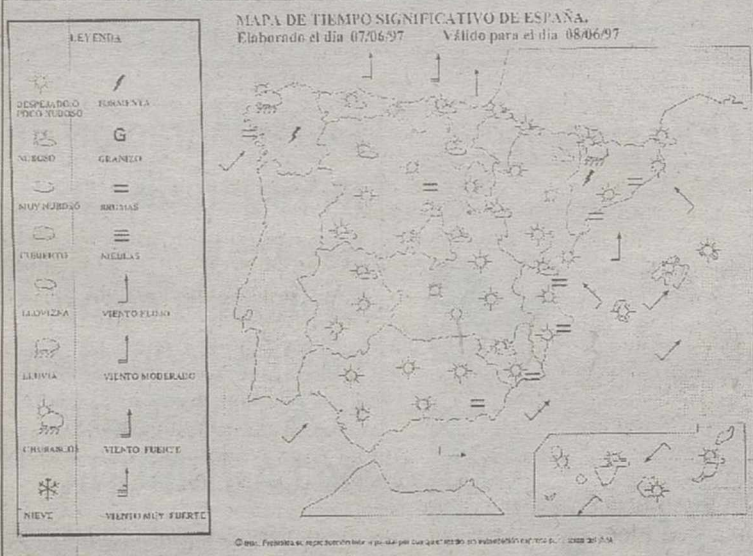 MAPA DE TIEMPO SIGNIFICATIVO DE ESPAÑA.
Elaborado el día 07/06/97 Válido para el día 08/06/97
LEYENDA
DESPEJADO O
POCO NUBOSO
TORMENTA
NUBOSO
G
GRANIZO
MUY NUBOSO
BRUMAS
CUBIERTO
NIEBLAS
LLOVIZNA
VIENTO FLOJO
LLUVIA
VIENTO MODERADO
CHUBASCO
VIENTO FUERTE
NIEVE
VIENTO MUY FUERTE